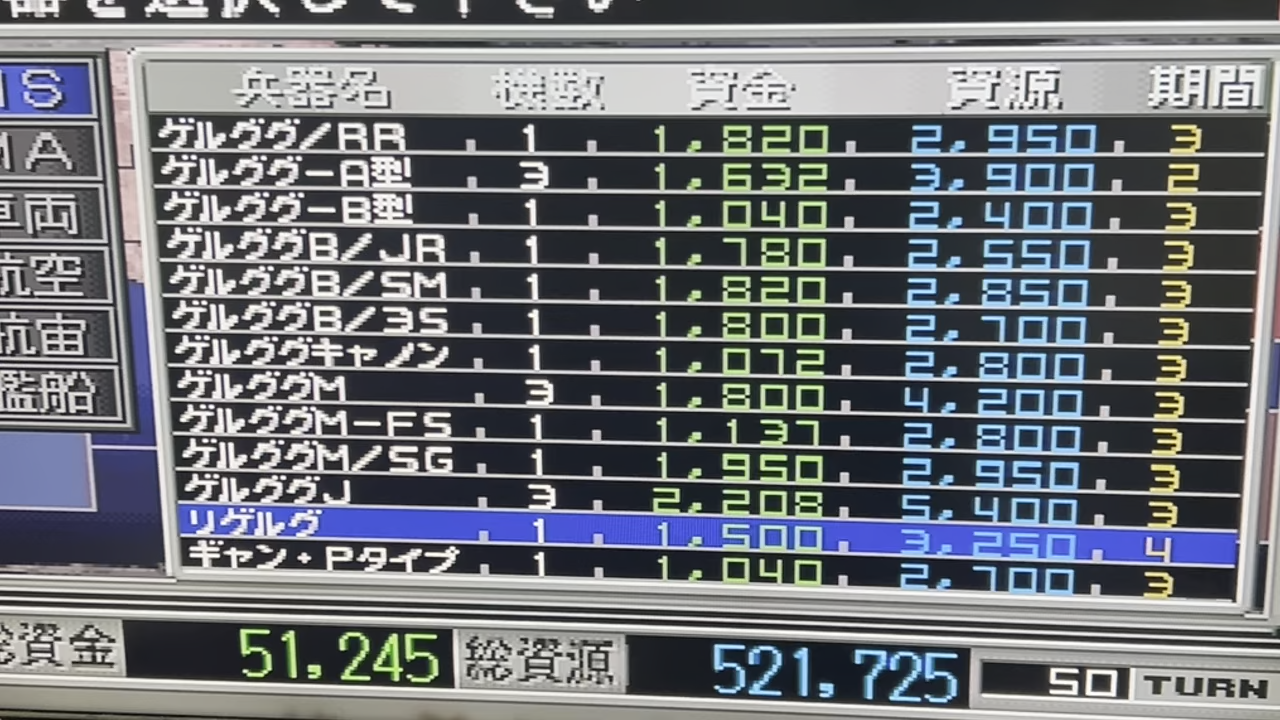 器を選択して下さい
MS
MA
車両
航空
航宙
艦船
兵器名 機数 資金 資源 期間
ゲルググ/RR 1 1,820 2,950 3
ゲルググ-A型 3 1,632 3,900 2
ゲルググ-B型 1 1,040 2,400 3
ゲルググB/JR 1 1,780 2,550 3
ゲルググB/SM 1 1,820 2,850 3
ゲルググB/3S 1 1,800 2,700 3
ゲルググキャノン 1 1,072 2,800 3
ゲルググM 3 1,800 4,200 3
ゲルググM-FS 1 1,137 2,800 3
ゲルググM/SG 1 1,950 2,950 3
ゲルググJ 3 2,208 5,400 3
リゲルグ 1 1,500 3,250 4
ギャン・Pタイプ 1 1,040 2,700 3
総資金 51,245 総資源 521,725 50 TURN